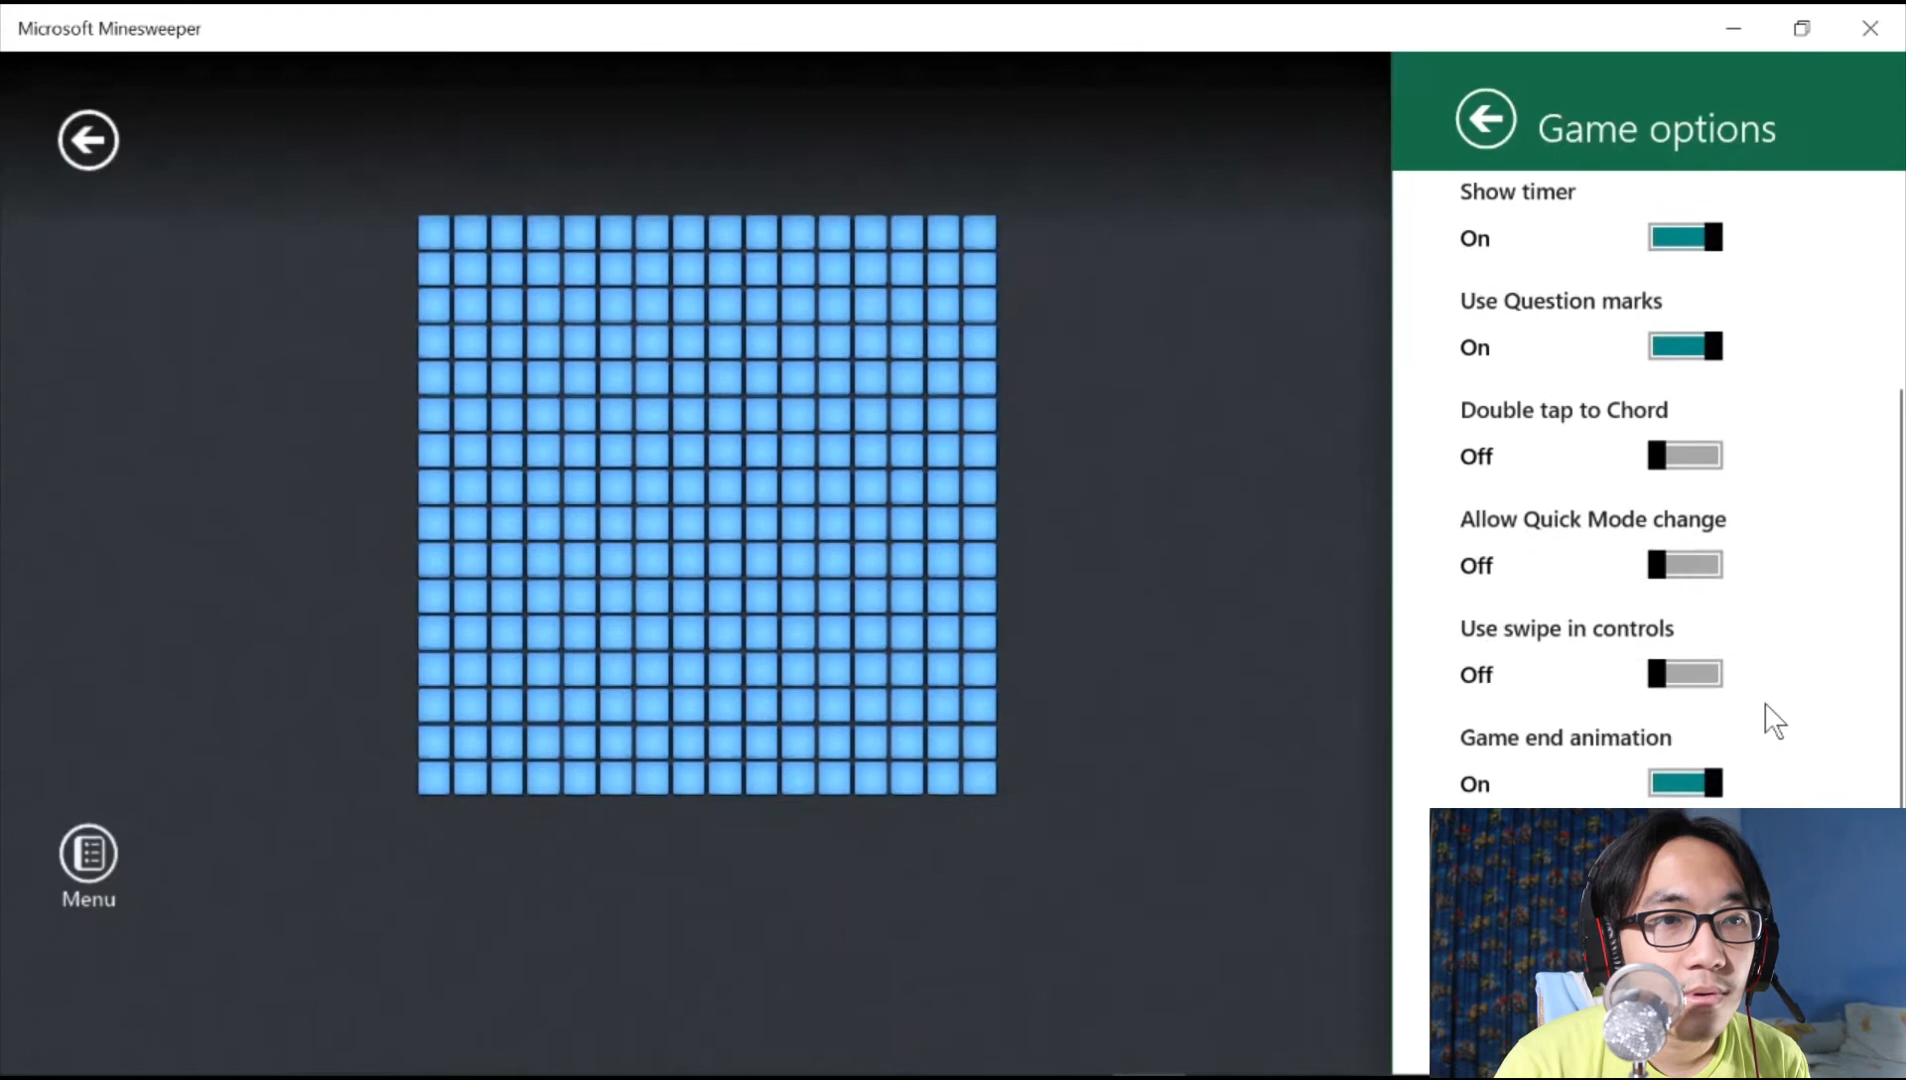 Microsoft Minesweeper
Game options
Show timer
On
Use Question marks
On
Double tap to Chord
Off
Allow Quick Mode change
Off
Use swipe in controls
Off
Game end animation
On
Menu